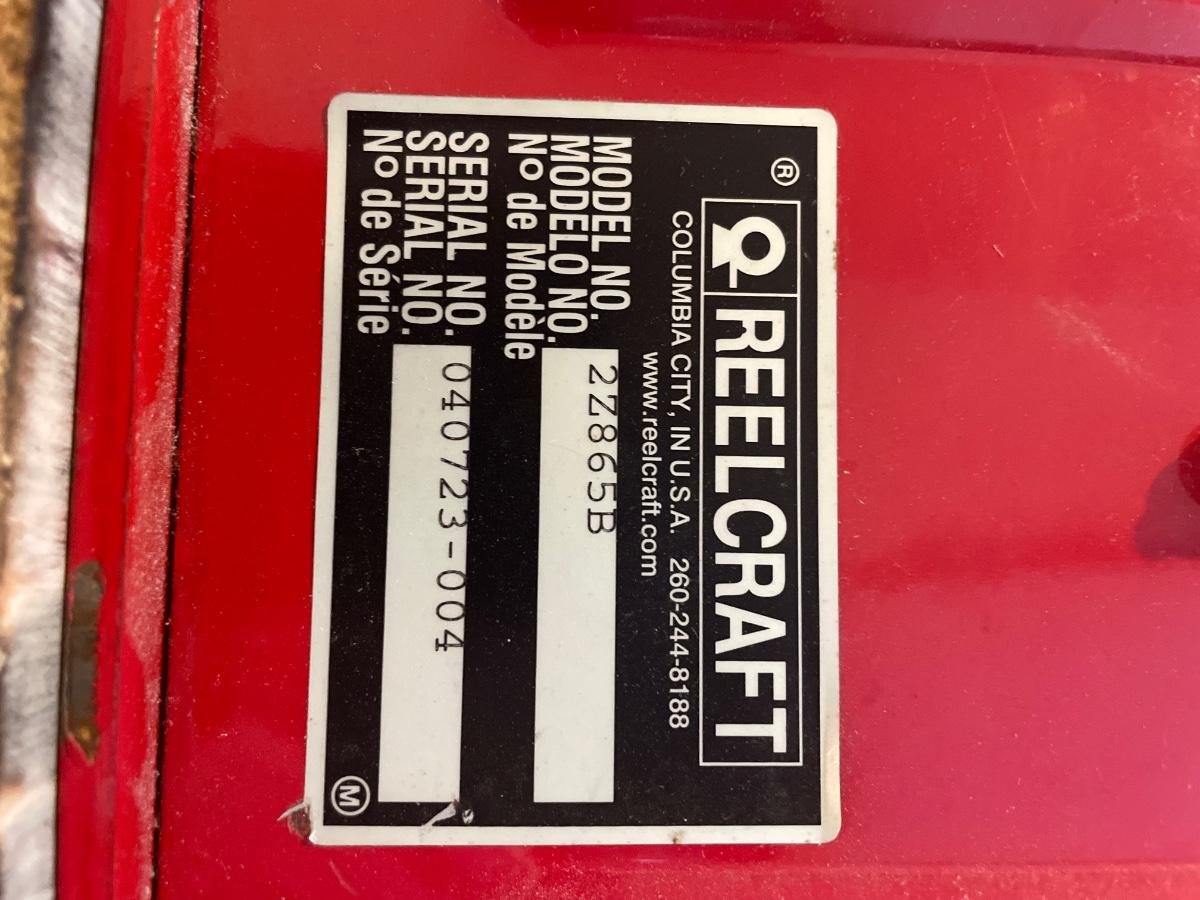 ®
REELCRAFT
COLUMBIA CITY, IN U.S.A. 260-244-8188
www.reelcraft.com
MODEL NO.
MODELO NO. 2Z865B
Nº de Modèle
SERIAL NO.
SERIAL NO. 040723-004
Nº de Série
M